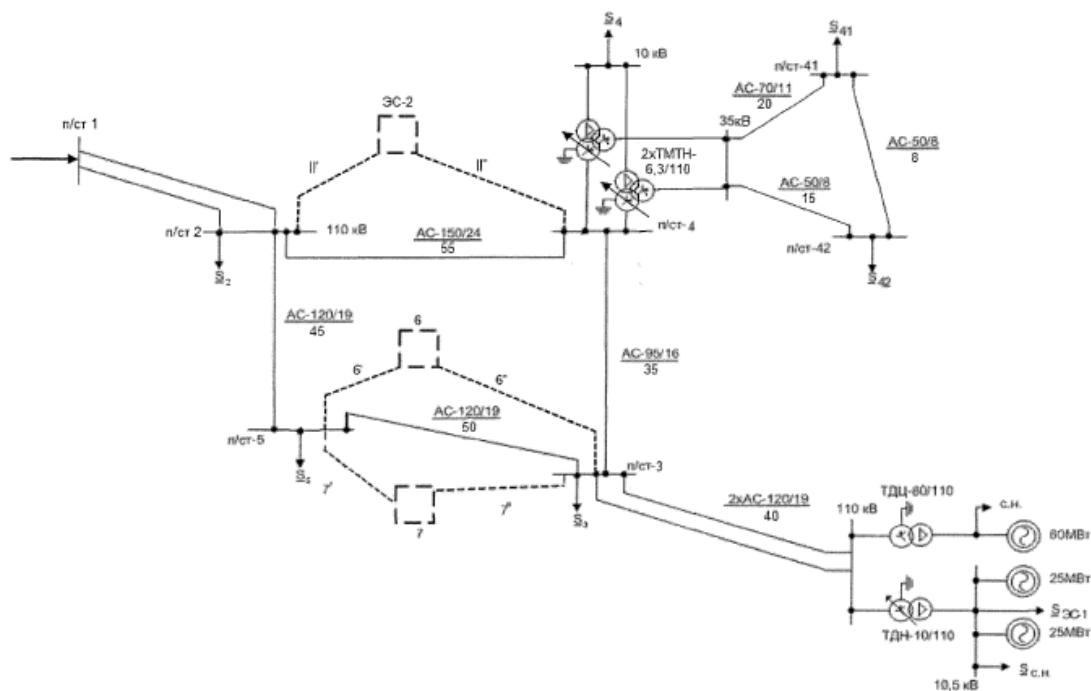 S4
S41
10 кВ
п/ст-41
АС-70/11
20
ЭС-2
35кВ
п/ст 1
2хТМТН-
6,3/110
АС-50/8
8
II'
II"
АС-50/8
15
п/ст 2
110 кВ
АС-150/24
55
п/ст-4
п/ст-42
S2
S42
АС-120/19
45
6
6'
6"
АС-95/16
35
АС-120/19
50
п/ст-5
п/ст-3
S5
7'
7"
7
S3
2хАС-120/19
40
110 кВ
ТДЦ-80/110
с.н.
60МВт
25МВт
SЭС-1
ТДН-10/110
25МВт
10,5 кВ
Sс.н.